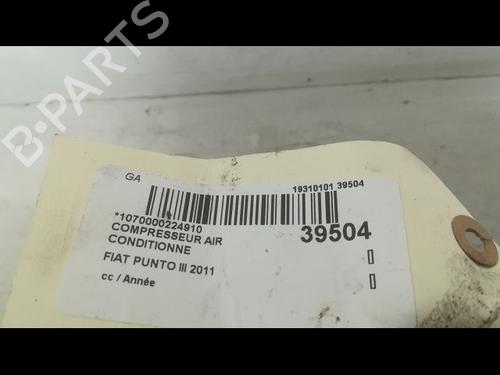 B-PARTS
GA
19310101 39504
*1070000224910
COMPRESSEUR AIR
CONDITIONNE
39504
FIAT PUNTO III 2011
cc / Année